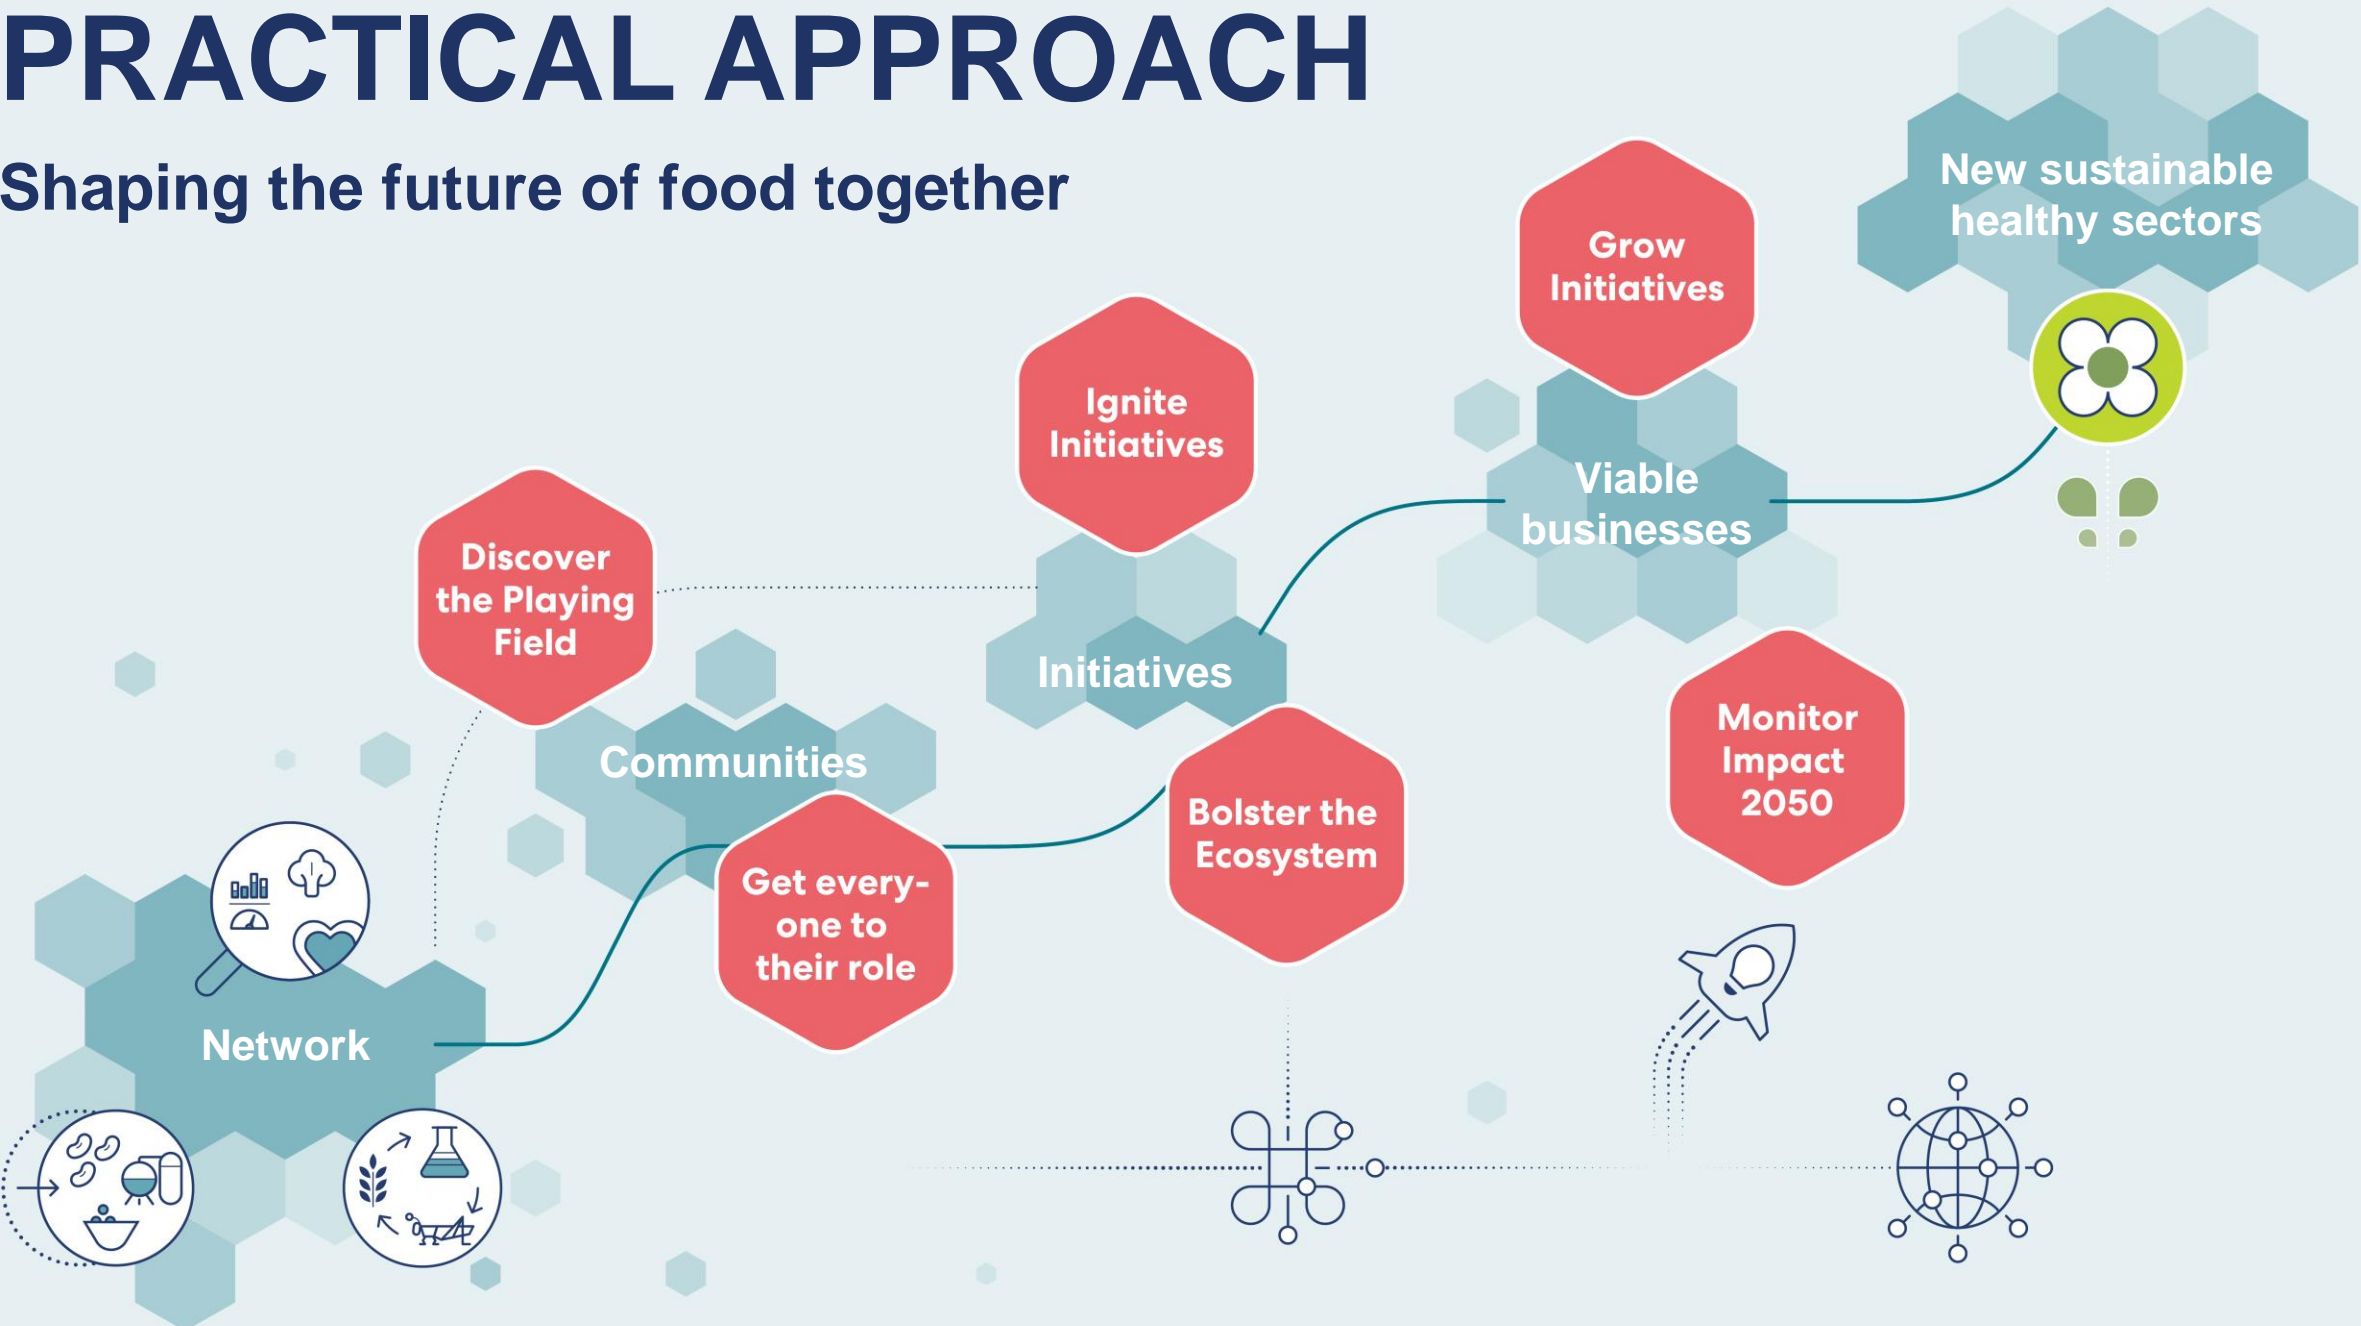 PRACTICAL APPROACH
Shaping the future of food together
New sustainable
healthy sectors
Grow
Initiatives
Ignite
Initiatives
Viable
businesses
Discover
the Playing
Field
Initiatives
Monitor
Impact
2050
Communities
Bolster the
Ecosystem
Get every-
one to
their role
Network